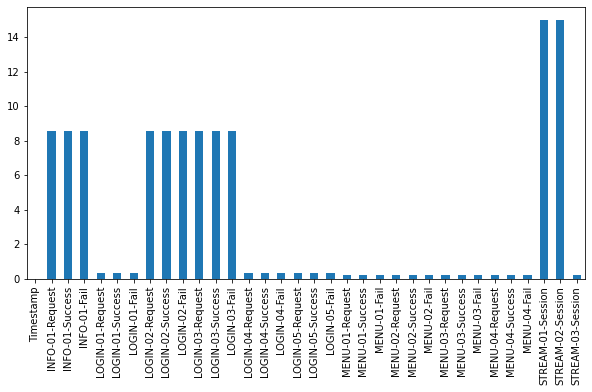 14
12
10
8
6
4
2
0
Timestamp
INFO-01-Request
INFO-01-Success
INFO-01-Fail
LOGIN-01-Request
LOGIN-01-Success
LOGIN-01-Fail
LOGIN-02-Request
LOGIN-02-Success
LOGIN-02-Fail
LOGIN-03-Request
LOGIN-03-Success
LOGIN-03-Fail
LOGIN-04-Request
LOGIN-04-Success
LOGIN-04-Fail
LOGIN-05-Request
LOGIN-05-Success
LOGIN-05-Fail
MENU-01-Request
MENU-01-Success
MENU-01-Fail
MENU-02-Request
MENU-02-Success
MENU-02-Fail
MENU-03-Request
MENU-03-Success
MENU-03-Fail
MENU-04-Request
MENU-04-Success
MENU-04-Fail
STREAM-01-Session
STREAM-02-Session
STREAM-03-Session